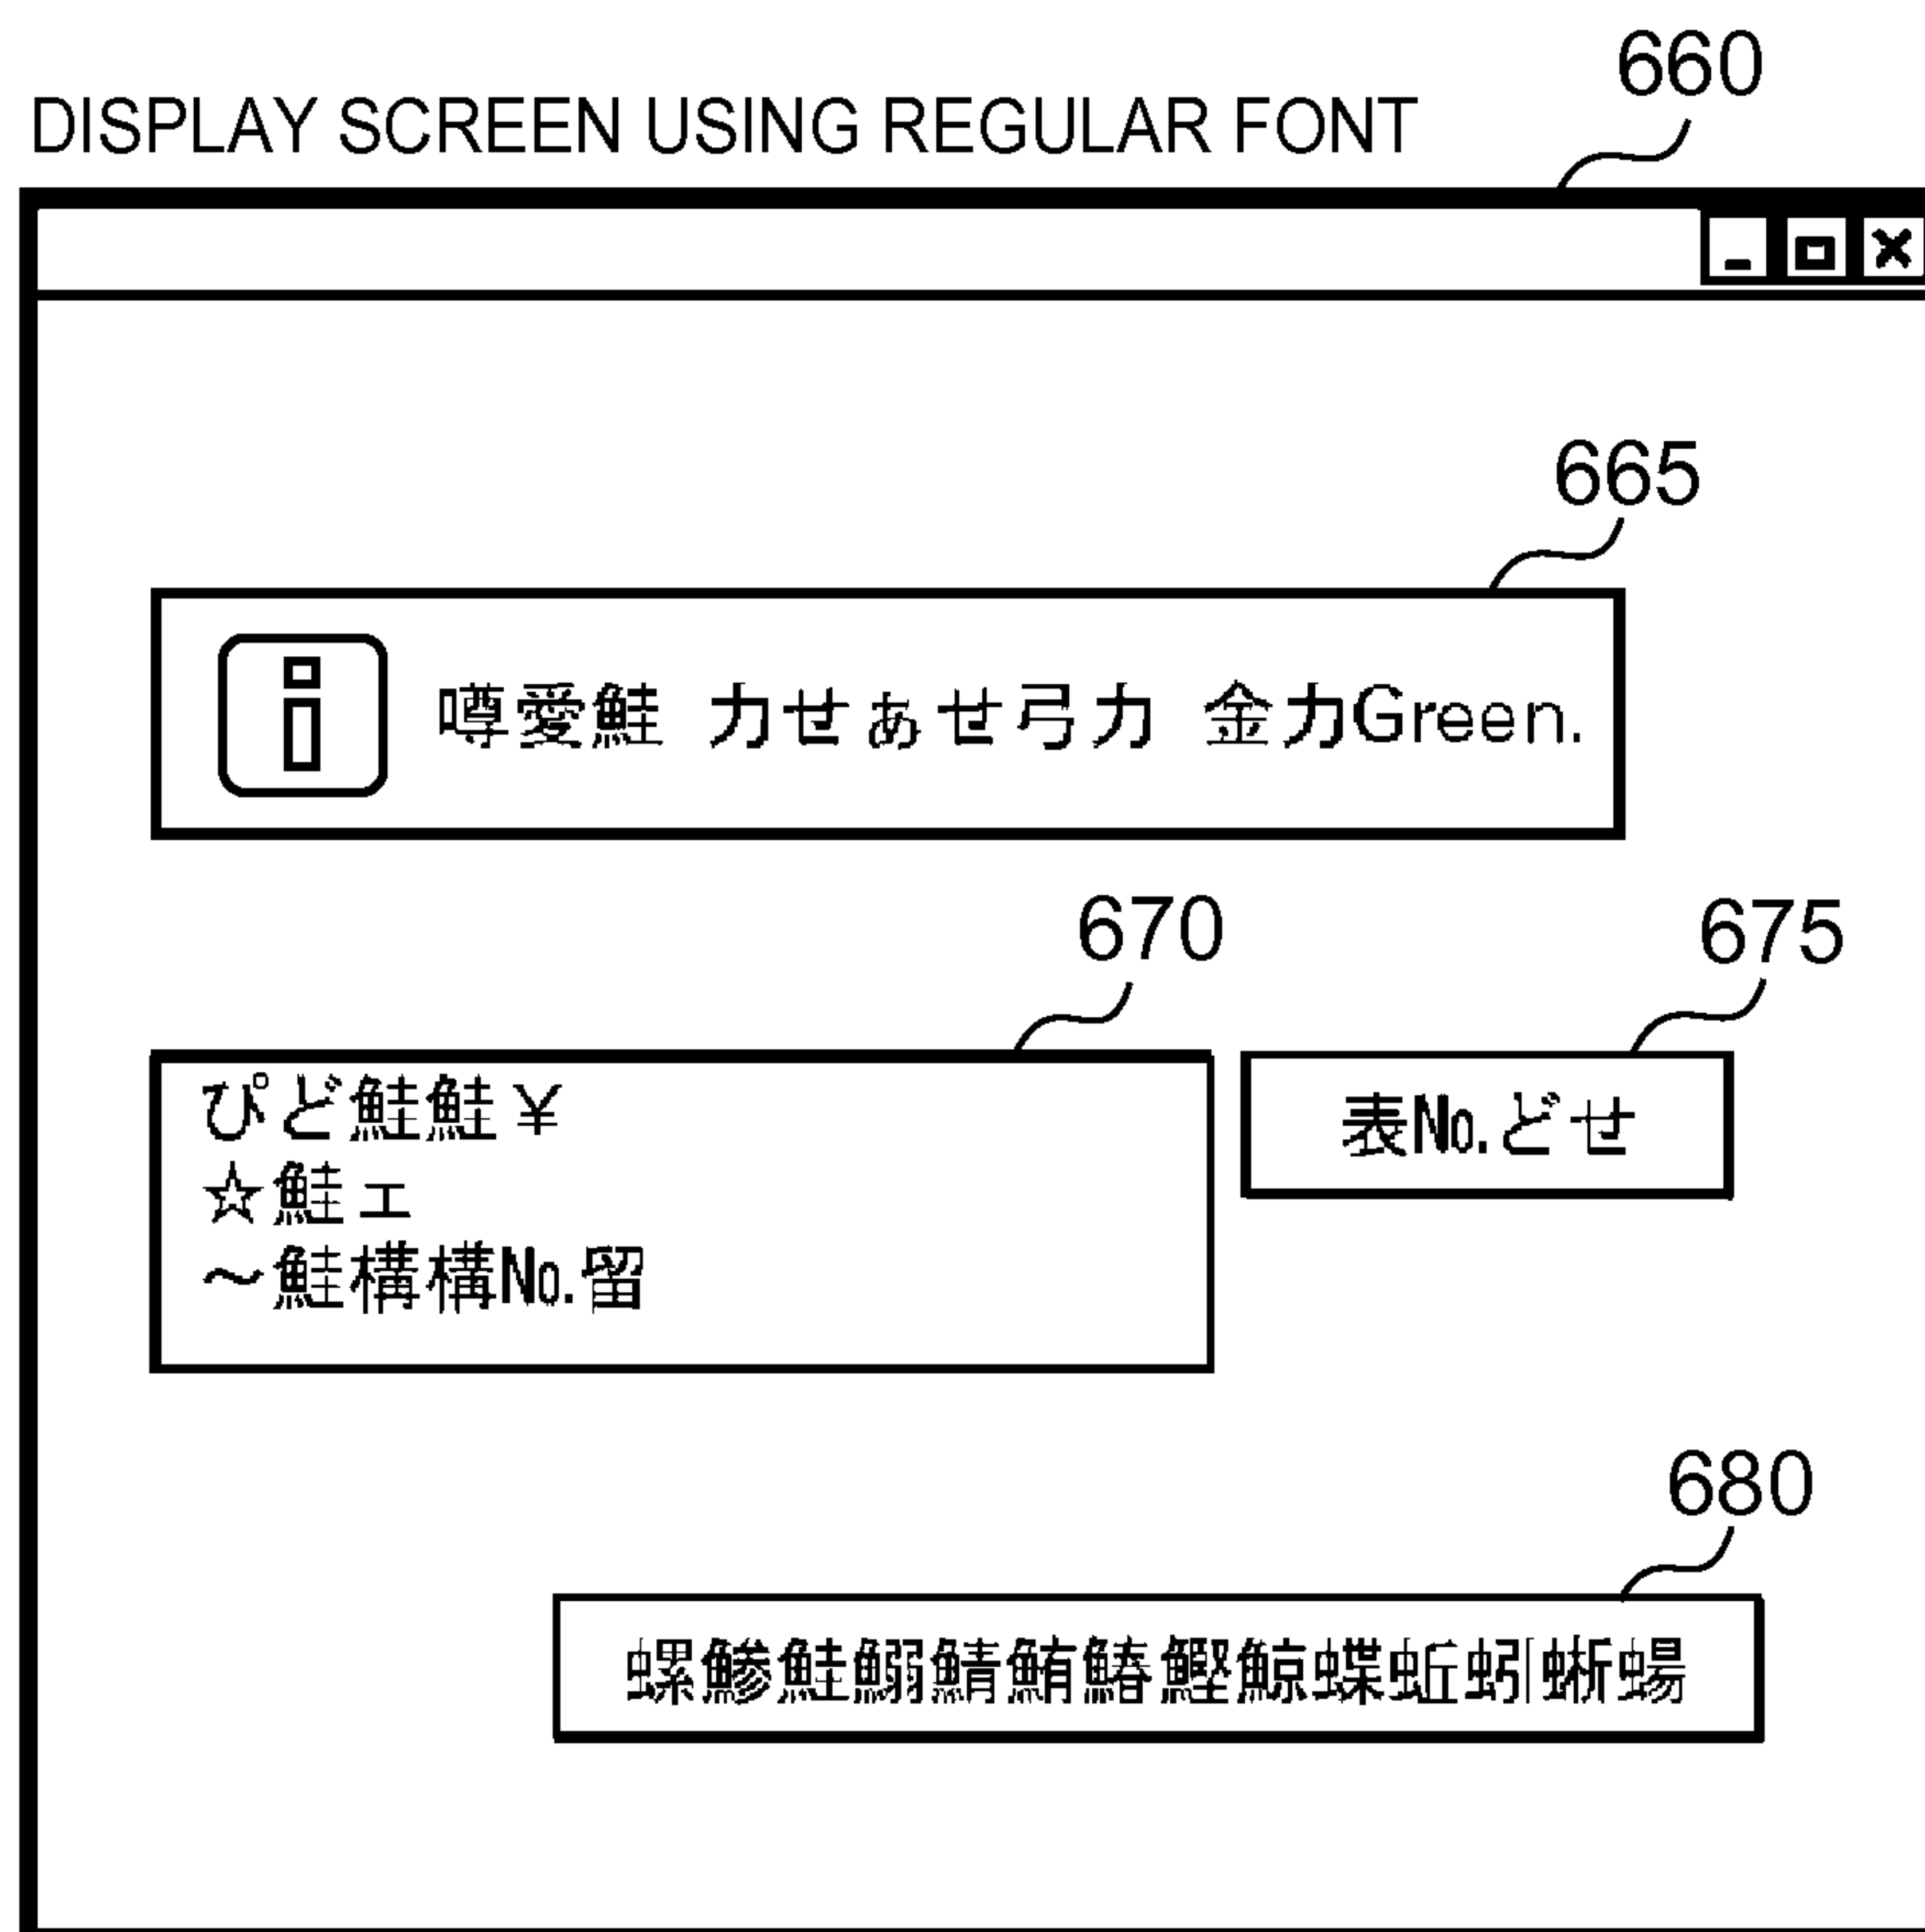 660
DISPLAY SCREEN USING REGULAR FONT
665
i 噂愛鮭 力せぁせ弓力 金力Green.
670
675
ぴど鮭鮭￥
☆鮭ェ
～鮭構構№留
表№どせ
680
螺鯵鮭鰯鯖鮪鰆鰹鯨蝶蚯蚓蜥蜴